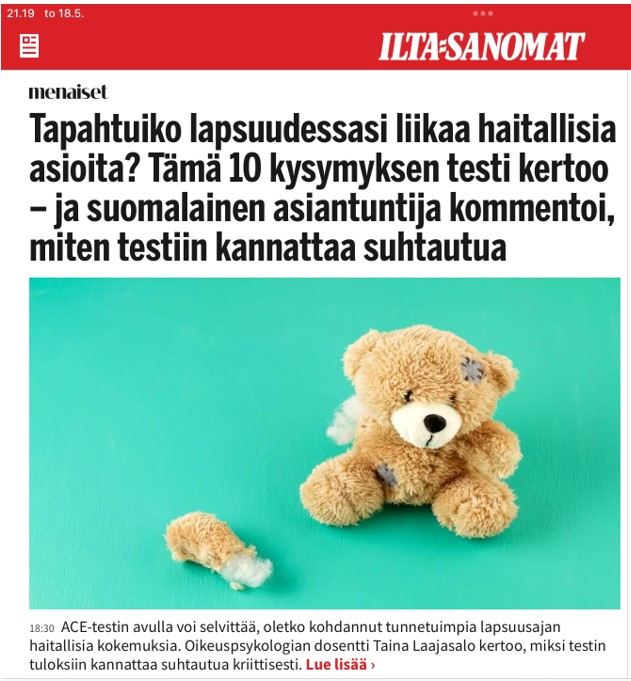 21.19 to 18.5.
ILTA-SANOMAT
menaiset
Tapahtuiko lapsuudessasi liikaa haitallisia
asioita? Tämä 10 kysymyksen testi kertoo
– ja suomalainen asiantuntija kommentoi,
miten testiin kannattaa suhtautua
18:30 ACE-testin avulla voi selvittää, oletko kohdannut tunnetuimpia lapsuusajan
haitallisia kokemuksia. Oikeuspsykologian dosentti Taina Laajasalo kertoo, miksi testin
tuloksiin kannattaa suhtautua kriittisesti. Lue lisää ›